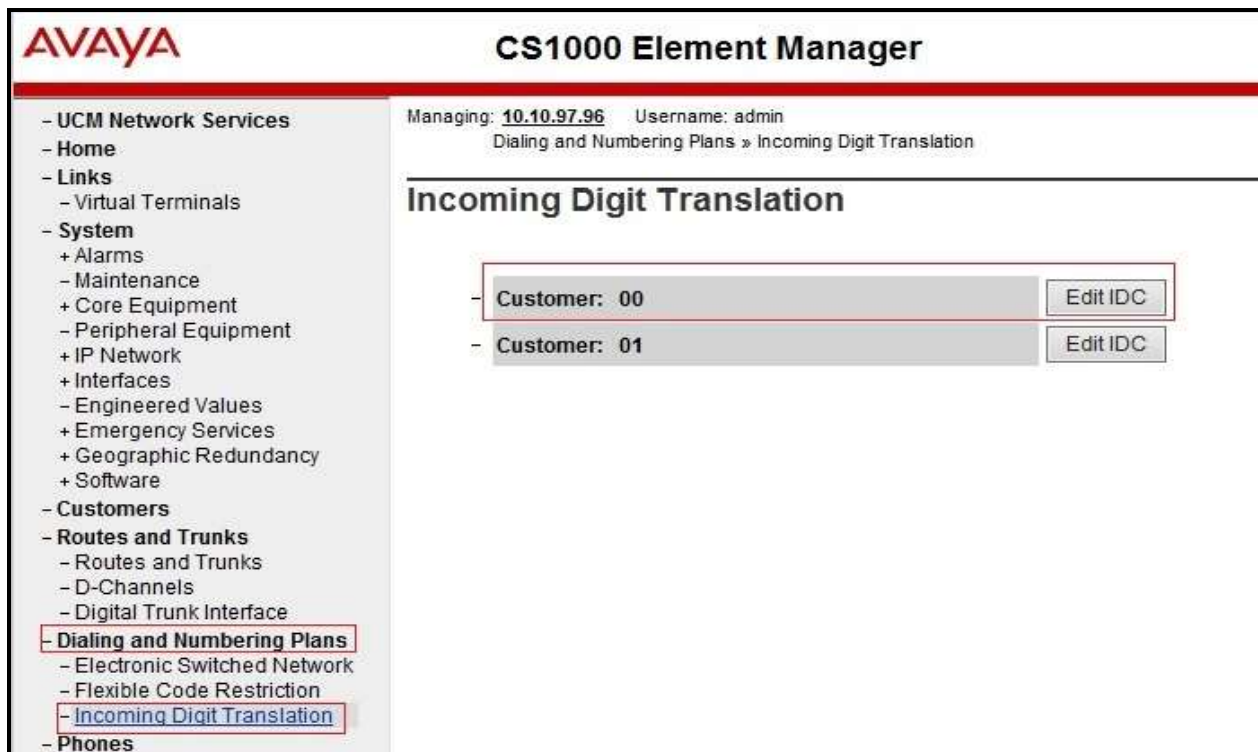 AVAYA
CS1000 Element Manager
- UCM Network Services
- Home
- Links
- Virtual Terminals
- System
+ Alarms
- Maintenance
+ Core Equipment
- Peripheral Equipment
+ IP Network
+ Interfaces
- Engineered Values
+ Emergency Services
+ Geographic Redundancy
+ Software
- Customers
- Routes and Trunks
- Routes and Trunks
- D-Channels
- Digital Trunk Interface
- Dialing and Numbering Plans
- Electronic Switched Network
- Flexible Code Restriction
- Incoming Digit Translation
- Phones
Managing: 10.10.97.96 Username: admin
Dialing and Numbering Plans » Incoming Digit Translation
Incoming Digit Translation
- Customer: 00 Edit IDC
- Customer: 01 Edit IDC